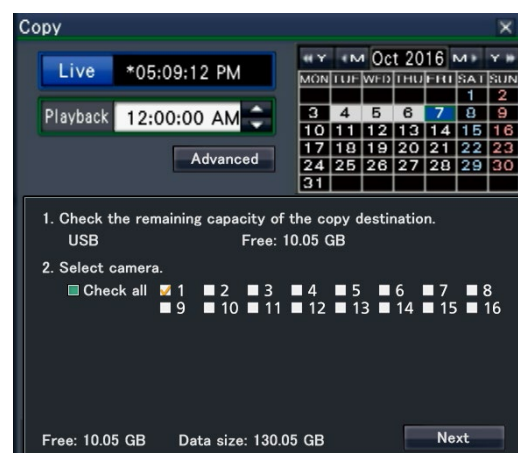 Copy
Live *05:09:12 PM
Playback 12:00:00 AM
Advanced
Y M Oct 2016 M Y
MON TUE WED THU FRI SAT SUN
1 2
3 4 5 6 7 8 9
10 11 12 13 14 15 16
17 18 19 20 21 22 23
24 25 26 27 28 29 30
31
1. Check the remaining capacity of the copy destination.
USB Free: 10.05 GB
2. Select camera.
Check all 1 2 3 4 5 6 7 8
9 10 11 12 13 14 15 16
Free: 10.05 GB Data size: 130.05 GB Next